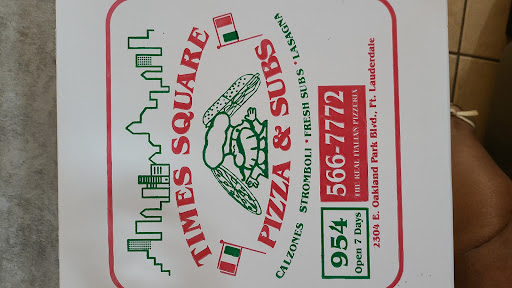 TIMES SQUARE
PIZZA & SUBS
CALZONES STROMBOLI · FRESH SUBS · LASAGNA
954
Open 7 Days
566-7772
THE REAL ITALIAN PIZZERIA
2304 E. Oakland Park Blvd., Ft. Lauderdale